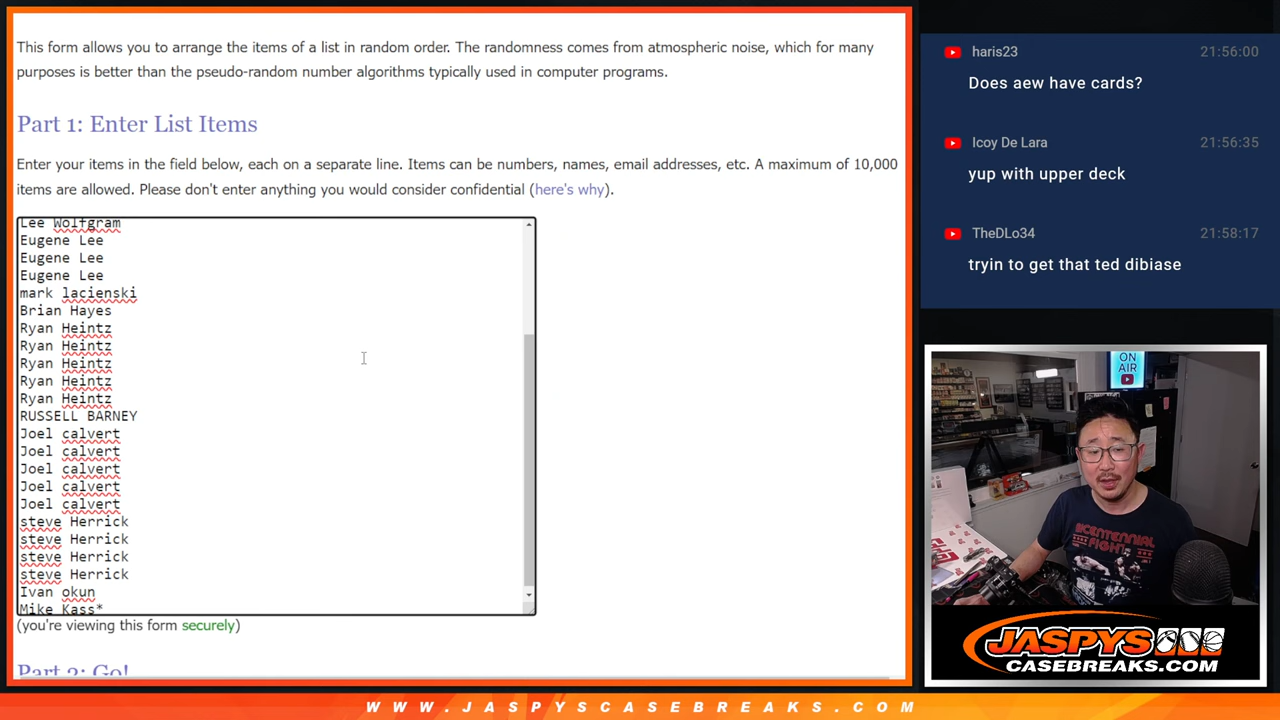 This form allows you to arrange the items of a list in random order. The randomness comes from atmospheric noise, which for many
purposes is better than the pseudo-random number algorithms typically used in computer programs.
Part 1: Enter List Items
Enter your items in the field below, each on a separate line. Items can be numbers, names, email addresses, etc. A maximum of 10,000
items are allowed. Please don't enter anything you would consider confidential (here's why).
Lee Wolfgram
Eugene Lee
Eugene Lee
Eugene Lee
mark lacienski
Brian Hayes
Ryan Heintz
Ryan Heintz
Ryan Heintz
Ryan Heintz
Ryan Heintz
RUSSELL BARNEY
Joel calvert
Joel calvert
Joel calvert
Joel calvert
Joel calvert
steve Herrick
steve Herrick
steve Herrick
steve Herrick
Ivan okun
Mike Kass*
(you're viewing this form securely)
Part 2: Go!
haris23 21:56:00
Does aew have cards?
Icoy De Lara 21:56:35
yup with upper deck
TheDLo34 21:58:17
tryin to get that ted dibiase
ON
AIR
BICENTENNIAL
FIGHT
JASPYS
CASEBREAKS.COM
WWW.JASPYSCASEBREAKS.COM